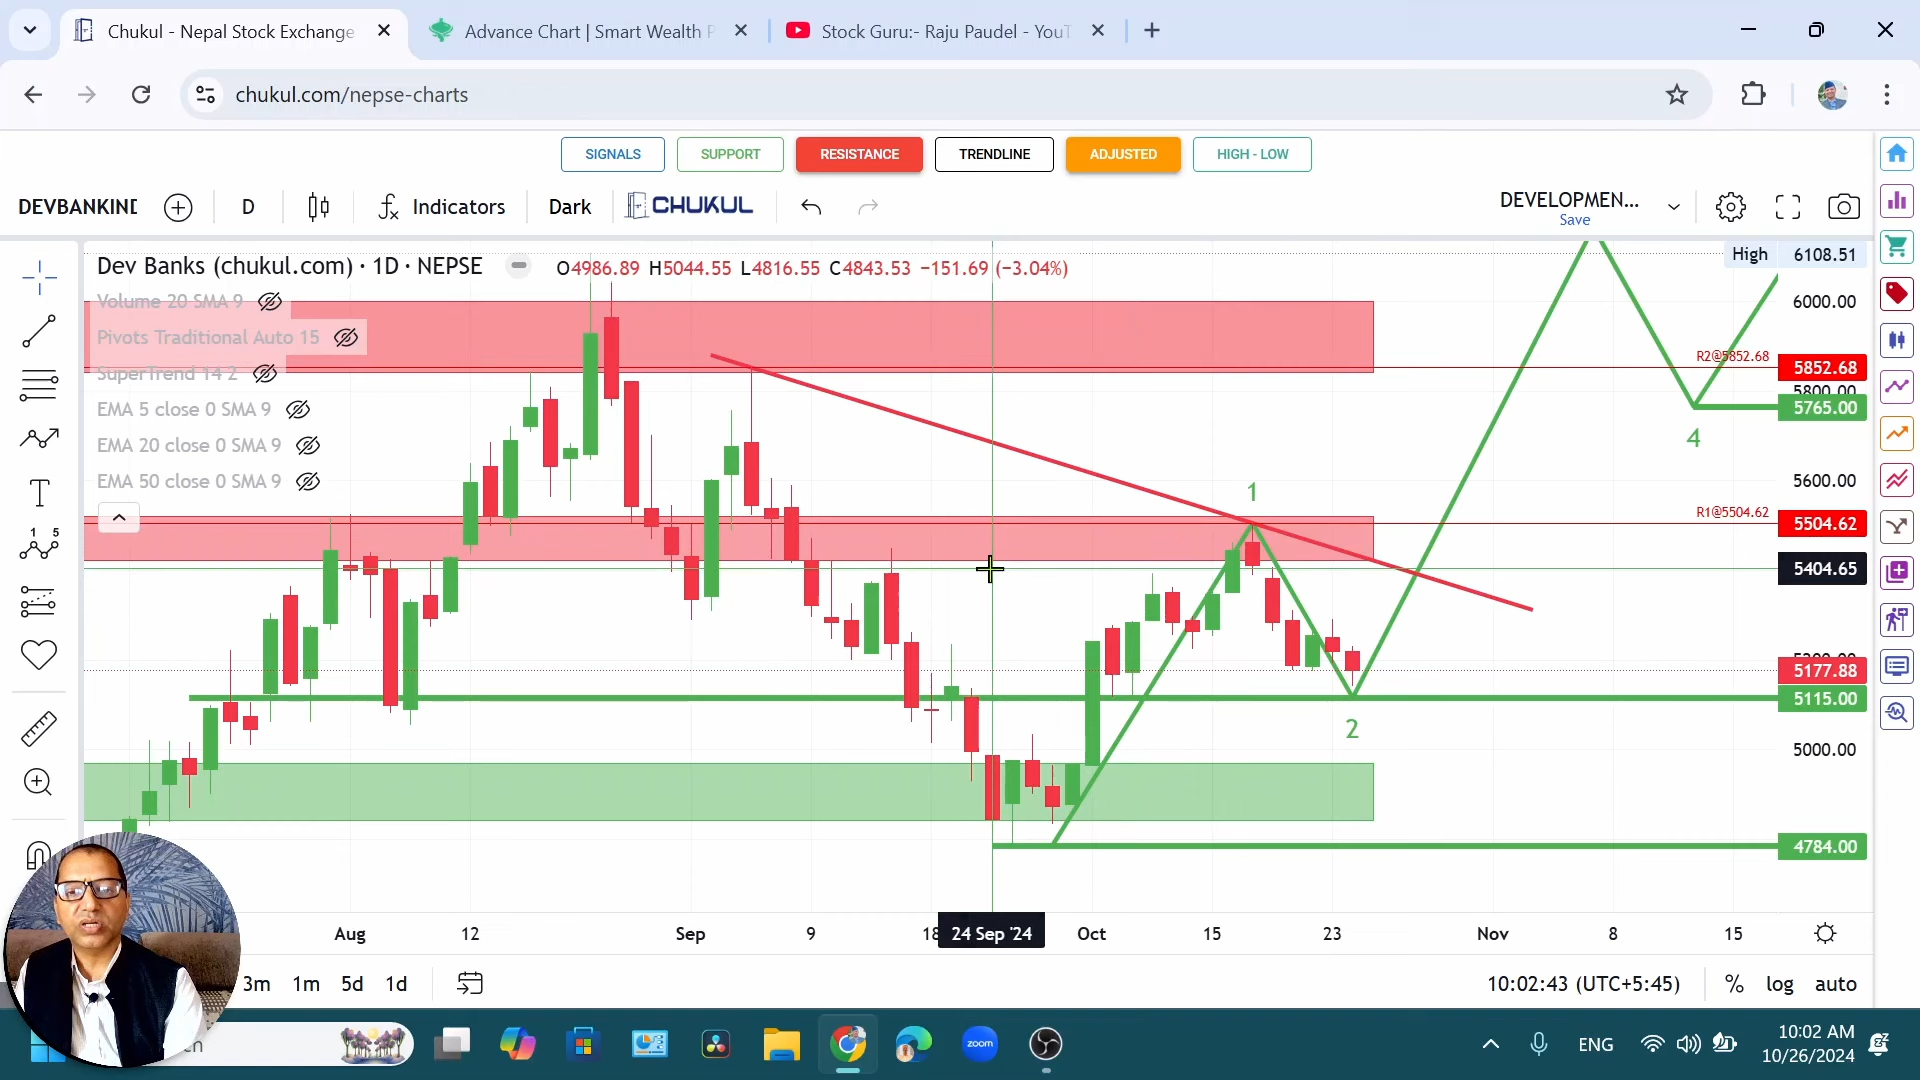 Chukul - Nepal Stock Exchange
Advance Chart | Smart Wealth P
Stock Guru:- Raju Paudel - YouT
chukul.com/nepse-charts
SIGNALS
SUPPORT
RESISTANCE
TRENDLINE
ADJUSTED
HIGH - LOW
DEVBANKIND
D
Indicators
Dark
CHUKUL
DEVELOPMEN...
Save
Dev Banks (chukul.com) · 1D · NEPSE
O4986.89 H5044.55 L4816.55 C4843.53 −151.69 (−3.04%)
High 6108.51
Volume 20 SMA 9
6000.00
Pivots Traditional Auto 15
R2@5852.68
5852.68
SuperTrend 14 2
5800.00
5765.00
EMA 5 close 0 SMA 9
4
EMA 20 close 0 SMA 9
EMA 50 close 0 SMA 9
5600.00
1
R1@5504.62
5504.62
5404.65
5177.88
5115.00
2
5000.00
4784.00
1 5
T
Aug
12
Sep
9
18
24 Sep '24
Oct
15
23
Nov
8
15
3m
1m
5d
1d
10:02:43 (UTC+5:45)
%
log
auto
zoom
ENG
10:02 AM
10/26/2024